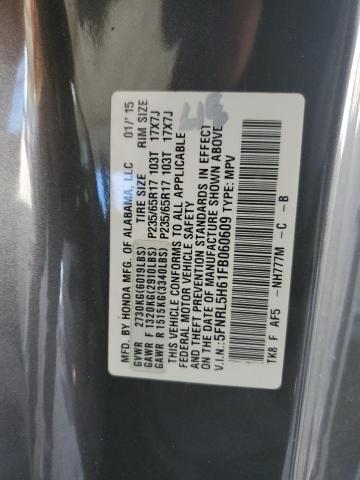 MFD. BY HONDA MFG. OF ALABAMA, LLC 01/'15
GVWR 2730KG(6019LBS) TIRE SIZE RIM SIZE
GAWR F 1320KG(2910LBS) P235/65R17 103T 17X7J
GAWR R 1515KG(3340LBS) P235/65R17 103T 17X7J
THIS VEHICLE CONFORMS TO ALL APPLICABLE
FEDERAL MOTOR VEHICLE SAFETY
AND THEFT PREVENTION STANDARDS IN EFFECT
ON THE DATE OF MANUFACTURE SHOWN ABOVE
V.I.N.:5FNRL5H61FB060609 TYPE: MPV
TK8 F AF5 -NH777M -C -B